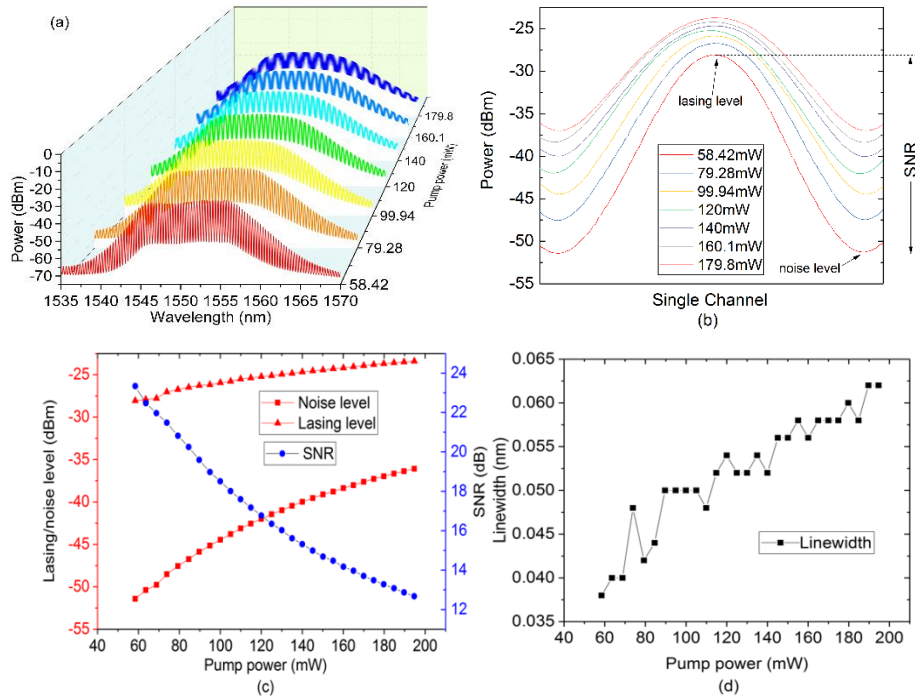 (a)
0
-10
-20
-30
-40
-50
-60
-70
Power (dBm)
1535 1540 1545 1550 1555 1560 1565 1570
Wavelength (nm)
58.42
79.28
99.94
120
140
160.1
179.8
Pump power (mW)
-25
-30
-35
-40
-45
-50
-55
Power (dBm)
lasing level
58.42mW
79.28mW
99.94mW
120mW
140mW
160.1mW
179.8mW
noise level
SNR
Single Channel
(b)
-25
-30
-35
-40
-45
-50
-55
Lasing/noise level (dBm)
Noise level
Lasing level
SNR
24
22
20
18
16
14
12
SNR
(dB)
40 60 80 100 120 140 160 180 200
Pump power (mW)
(c)
0.065
0.060
0.055
0.050
0.045
0.040
0.035
Linewidth (nm)
Linewidth
40 60 80 100 120 140 160 180 200
Pump power (mW)
(d)